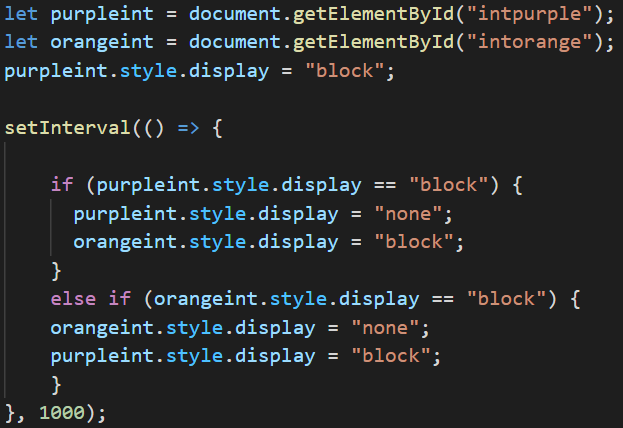 let purpleint = document.getElementById("intpurple");
let orangeint = document.getElementById("intorange");
purpleint.style.display = "block";
setInterval(() => {
if (purpleint.style.display == "block") {
purpleint.style.display = "none";
orangeint.style.display = "block";
}
else if (orangeint.style.display == "block") {
orangeint.style.display = "none";
purpleint.style.display = "block";
}
}, 1000);